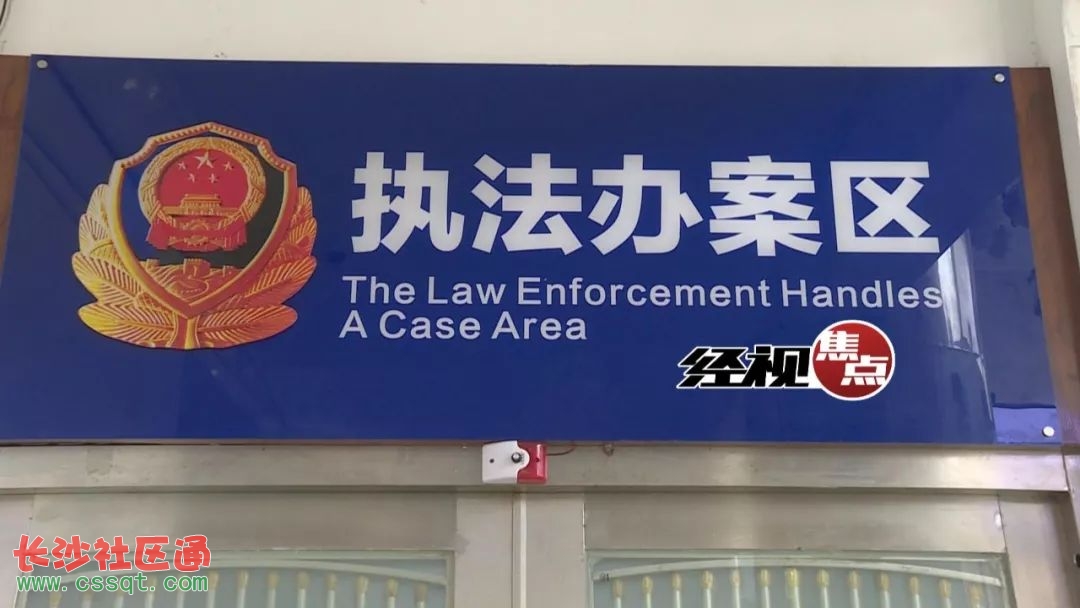 执法办案区
The Law Enforcement Handles
A Case Area
经视焦点
长沙社区通
www.cssqt.com